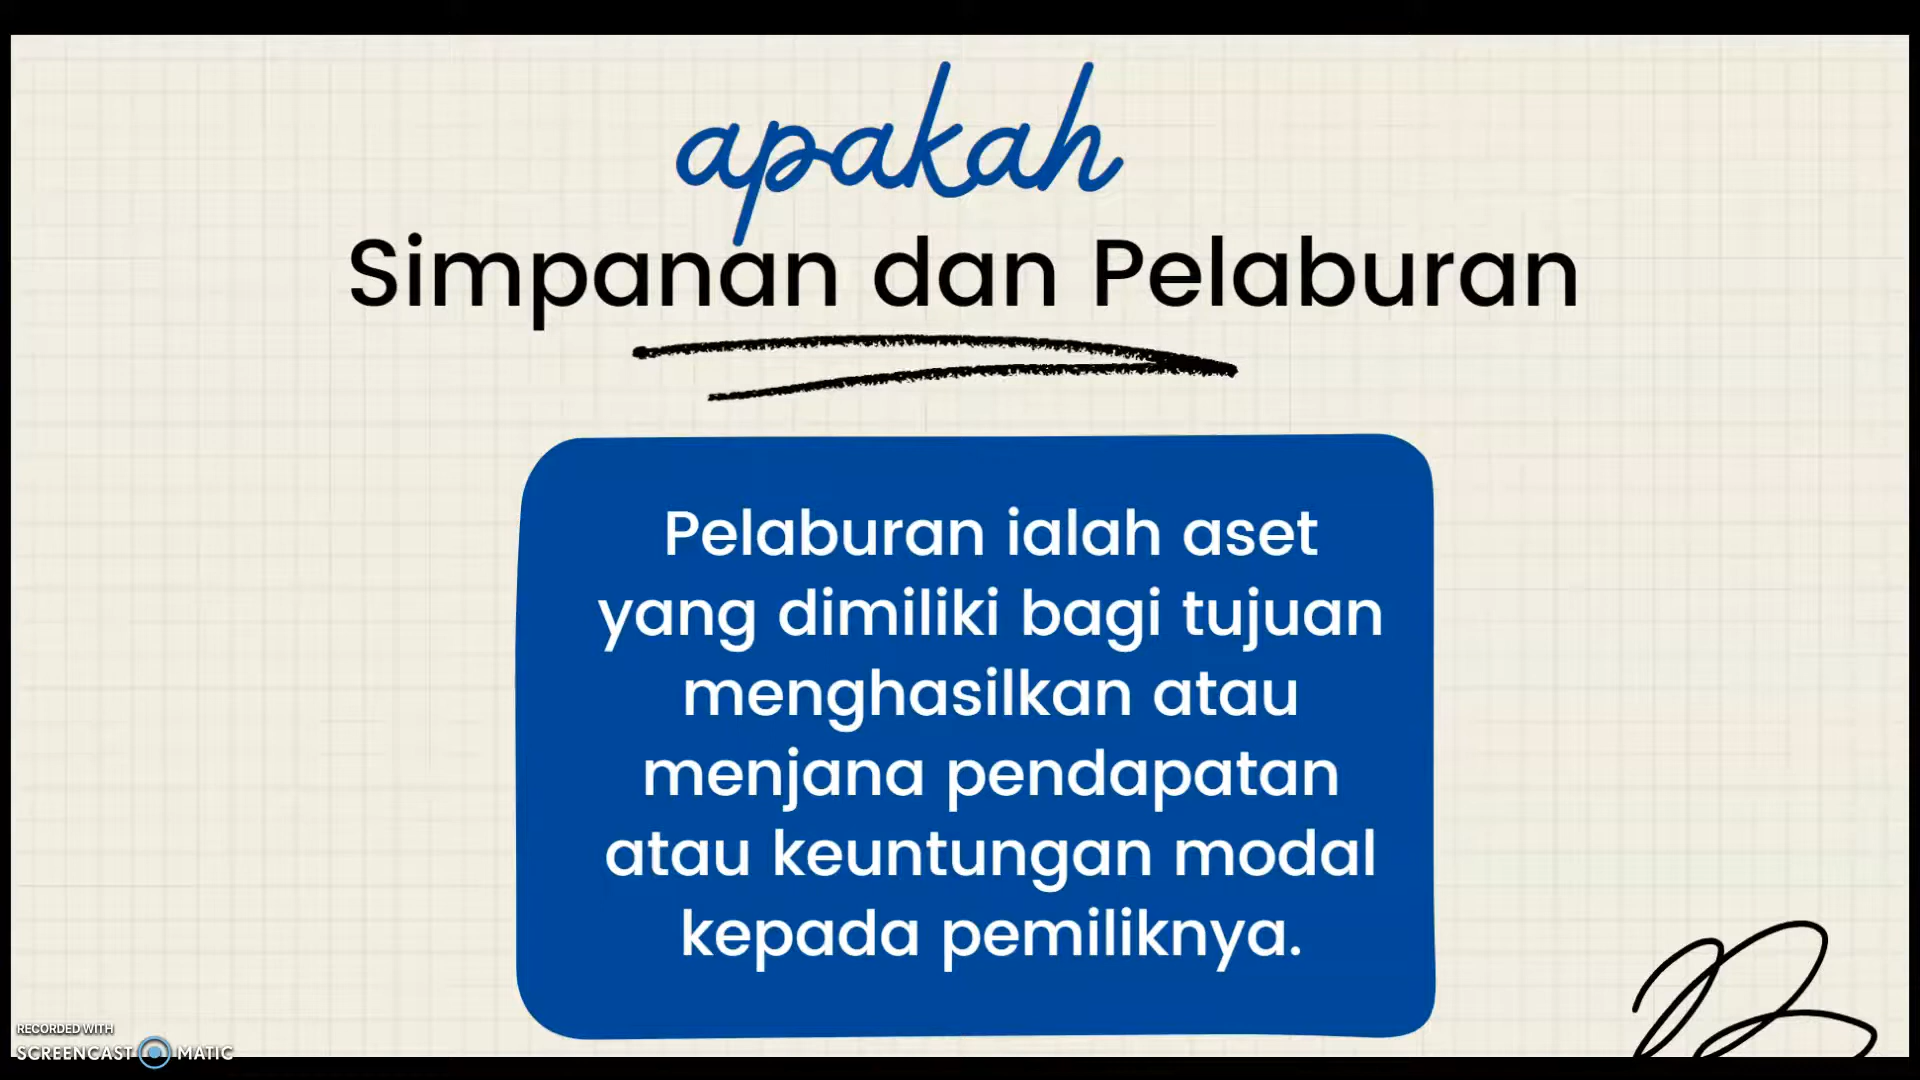 apakah
Simpanan dan Pelaburan
Pelaburan ialah aset
yang dimiliki bagi tujuan
menghasilkan atau
menjana pendapatan
atau keuntungan modal
kepada pemiliknya.
RECORDED WITH
SCREENCAST MATIC